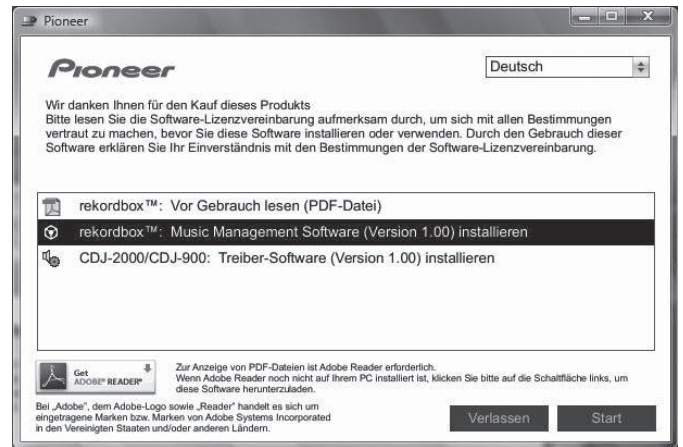 Pioneer
Pioneer
Deutsch
Wir danken Ihnen für den Kauf dieses Produkts
Bitte lesen Sie die Software-Lizenzvereinbarung aufmerksam durch, um sich mit allen Bestimmungen
vertraut zu machen, bevor Sie diese Software installieren oder verwenden. Durch den Gebrauch dieser
Software erklären Sie Ihr Einverständnis mit den Bestimmungen der Software-Lizenzvereinbarung.
rekordbox™: Vor Gebrauch lesen (PDF-Datei)
rekordbox™: Music Management Software (Version 1.00) installieren
CDJ-2000/CDJ-900: Treiber-Software (Version 1.00) installieren
Get
ADOBE® READER®
Zur Anzeige von PDF-Dateien ist Adobe Reader erforderlich.
Wenn Adobe Reader noch nicht auf Ihrem PC installiert ist, klicken Sie bitte auf die Schaltfläche links, um
diese Software herunterzuladen.
Bei „Adobe", dem Adobe-Logo sowie „Reader" handelt es sich um
eingetragene Marken bzw. Marken von Adobe Systems Incorporated
in den Vereinigten Staaten und/oder anderen Ländern.
Verlassen
Start